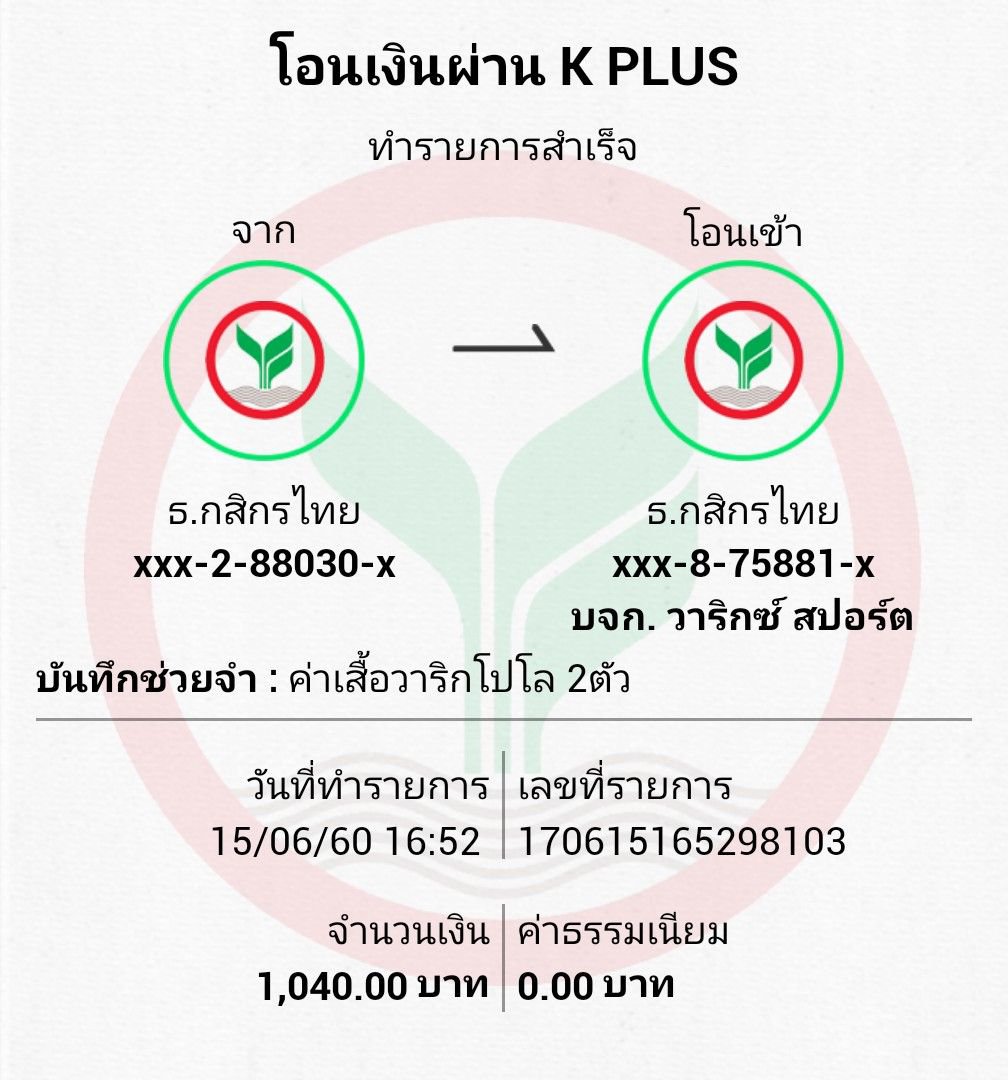 โอนเงินผ่าน K PLUS
ทำรายการสำเร็จ
จาก
โอนเข้า
ธ.กสิกรไทย
xxx-2-88030-x
ธ.กสิกรไทย
xxx-8-75881-x
บจก. วาริกซ์ สปอร์ต
บันทึกช่วยจำ : ค่าเสื้อวาริกโปโล 2ตัว
วันที่ทำรายการ
15/06/60 16:52
เลขที่รายการ
170615165298103
จำนวนเงิน
1,040.00 บาท
ค่าธรรมเนียม
0.00 บาท